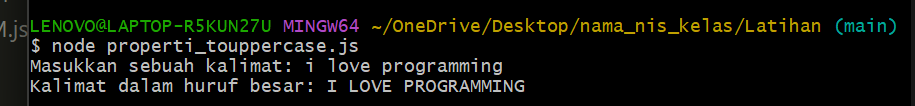 M.js
LENOVO@LAPTOP-R5KUN27U MINGW64 ~/OneDrive/Desktop/nama_nis_kelas/Latihan (main)
$ node properti_touppercase.js
Masukkan sebuah kalimat: i love programming
Kalimat dalam huruf besar: I LOVE PROGRAMMING